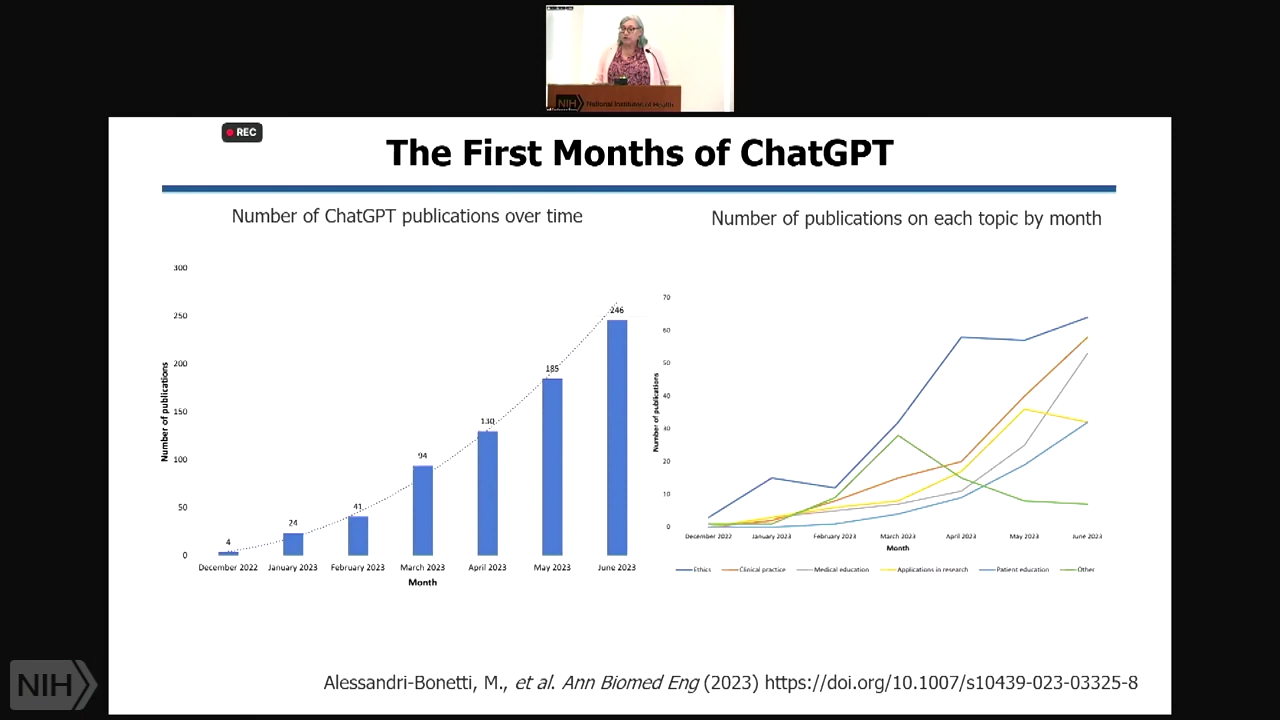 NIH National Institutes of Health
REC
The First Months of ChatGPT
Number of ChatGPT publications over time
Number of publications on each topic by month
300
250
200
150
100
50
0
Number of publications
4
24
41
94
130
185
246
December 2022 January 2023 February 2023 March 2023 April 2023 May 2023 June 2023
Month
70
60
50
40
30
20
10
0
Number of publications
December 2022 January 2023 February 2023 March 2023 April 2023 May 2023 June 2023
Month
Ethics Clinical practice Medical education Applications in research Patient education Other
Alessandri-Bonetti, M., et al. Ann Biomed Eng (2023) https://doi.org/10.1007/s10439-023-03325-8
NIH